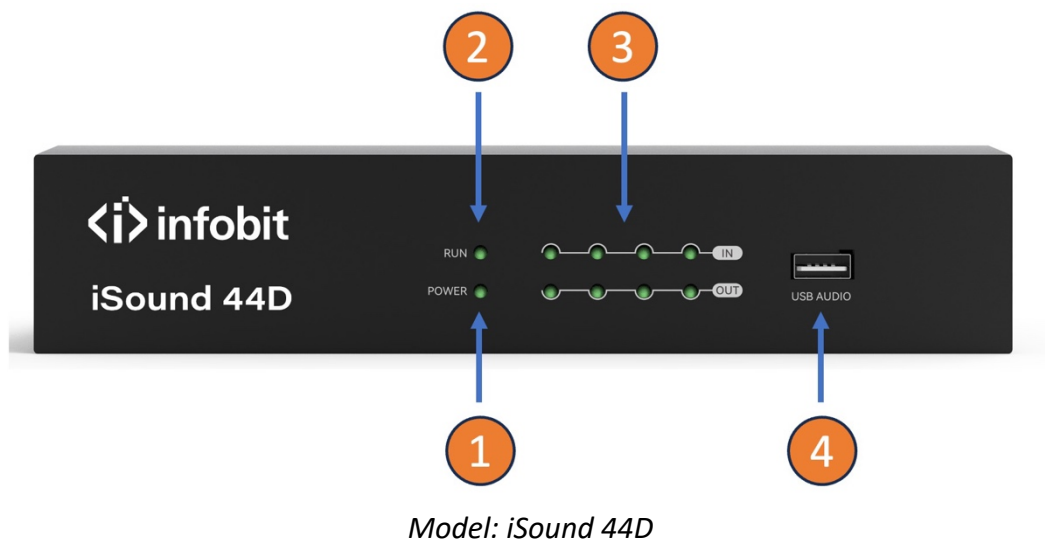 2
3
<i> infobit
iSound 44D
RUN
IN
POWER
OUT
USB AUDIO
1
4
Model: iSound 44D